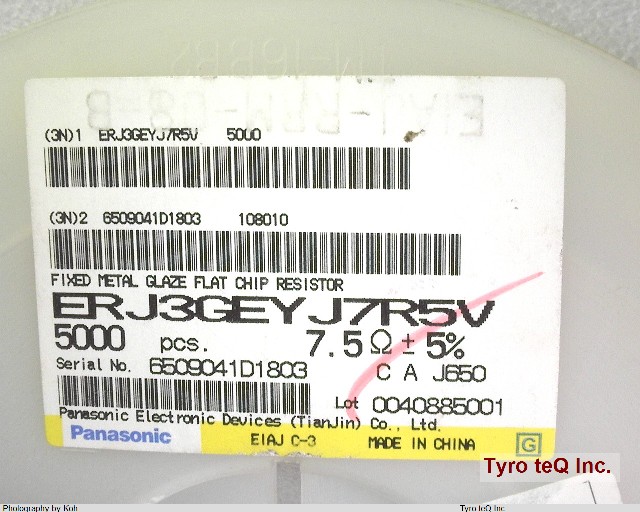 (3N)1 ERJ3GEYJ7R5V 5000
(3N)2 6509041D1803 108010
FIXED METAL GLAZE FLAT CHIP RESISTOR
ERJ3GEYJ7R5V
5000 pcs. 7.5Ω ± 5%
Serial No. 6509041D1803 C A J650
Lot 0040885001
Panasonic Electronic Devices (TianJin) Co., Ltd.
Panasonic EIAJ C-3 MADE IN CHINA G
Tyro teQ Inc.
Photography by Koh Tyro teQ Inc